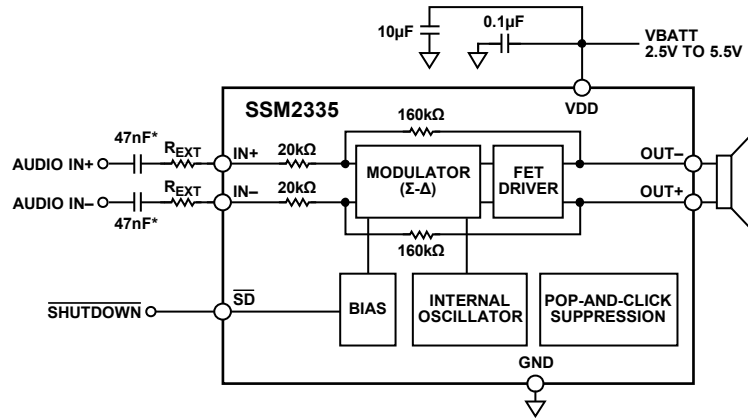 10µF
0.1µF
VBATT
2.5V TO 5.5V
SSM2335
VDD
160kΩ
47nF*
REXT
IN+
20kΩ
AUDIO IN+
MODULATOR
(Σ-Δ)
FET
DRIVER
OUT–
AUDIO IN–
47nF*
REXT
IN–
20kΩ
OUT+
160kΩ
SHUTDOWN
SD
BIAS
INTERNAL
OSCILLATOR
POP-AND-CLICK
SUPPRESSION
GND